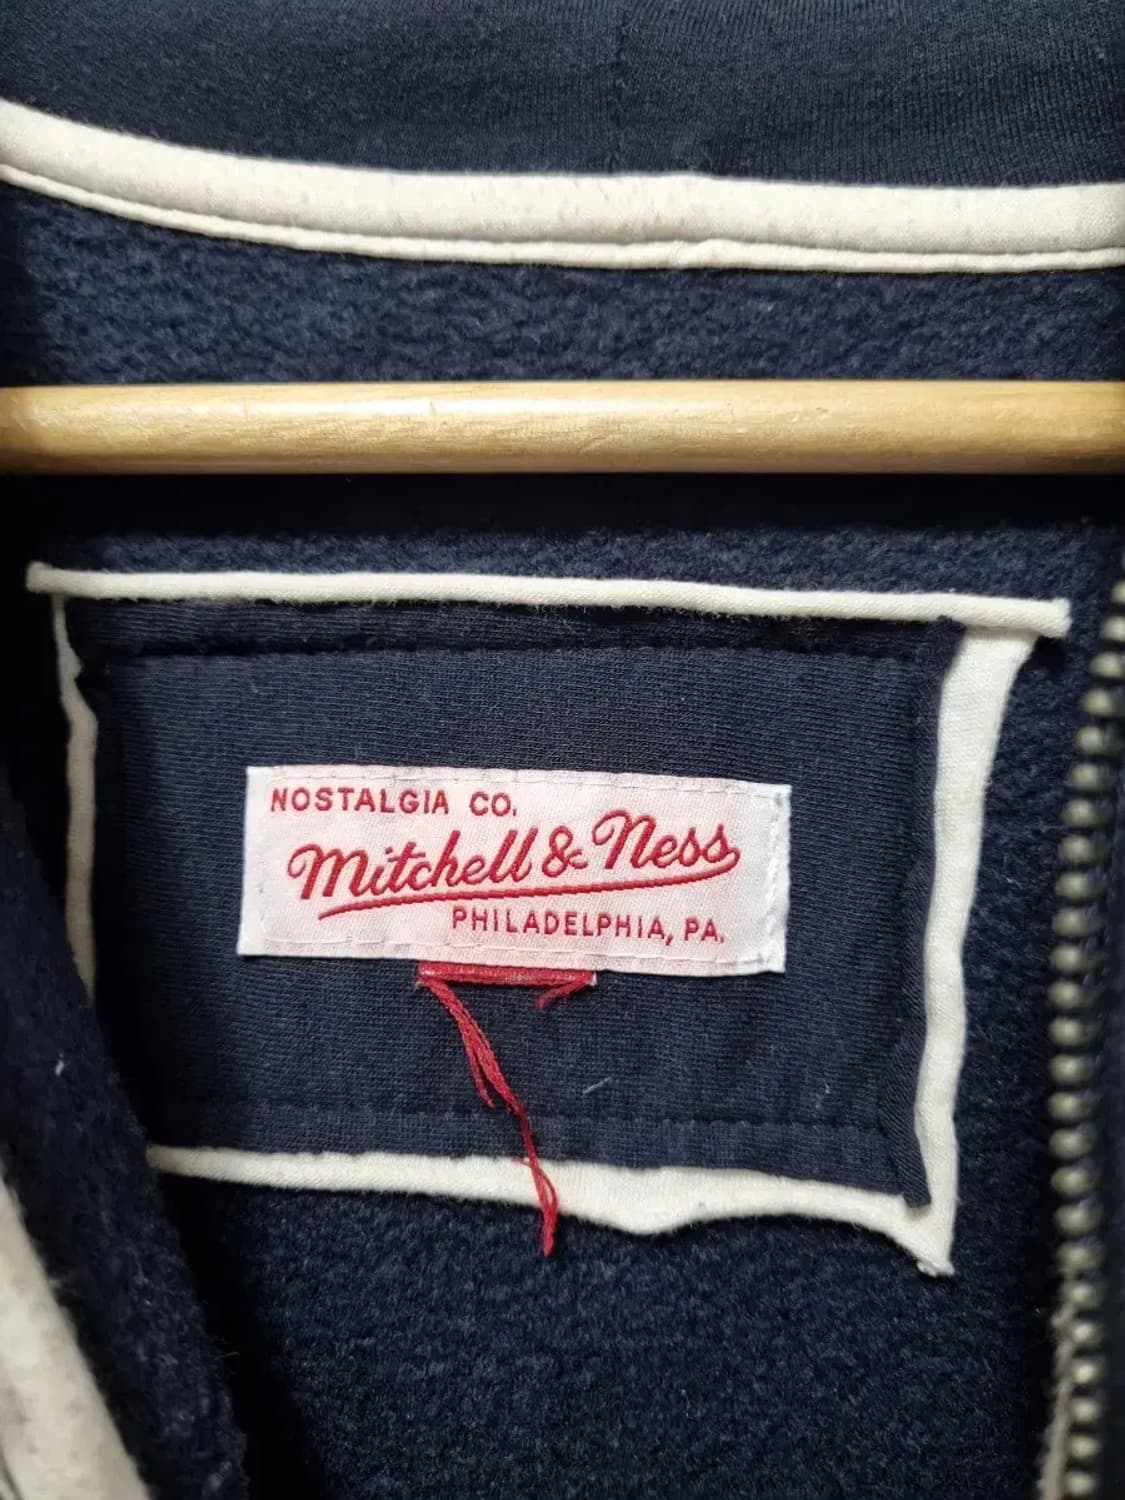 NOSTALGIA CO.
Mitchell & Ness
PHILADELPHIA, PA.